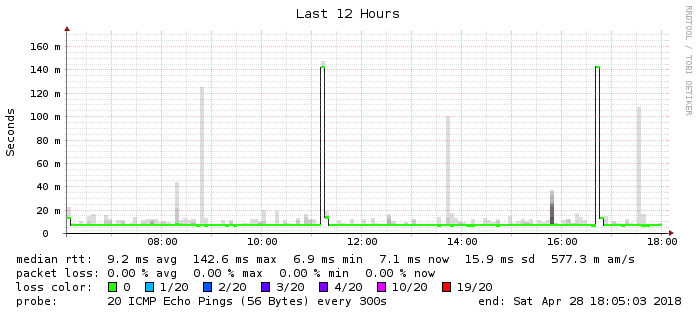 Last 12 Hours
RRDTOOL / TOBI OETIKER
Seconds
160 m
140 m
120 m
100 m
80 m
60 m
40 m
20 m
0
08:00 10:00 12:00 14:00 16:00 18:00
median rtt: 9.2 ms avg 142.6 ms max 6.9 ms min 7.1 ms now 15.9 ms sd 577.3 m am/s
packet loss: 0.00 % avg 0.00 % max 0.00 % min 0.00 % now
loss color: 0 1/20 2/20 3/20 4/20 10/20 19/20
probe: 20 ICMP Echo Pings (56 Bytes) every 300s end: Sat Apr 28 18:05:03 2018